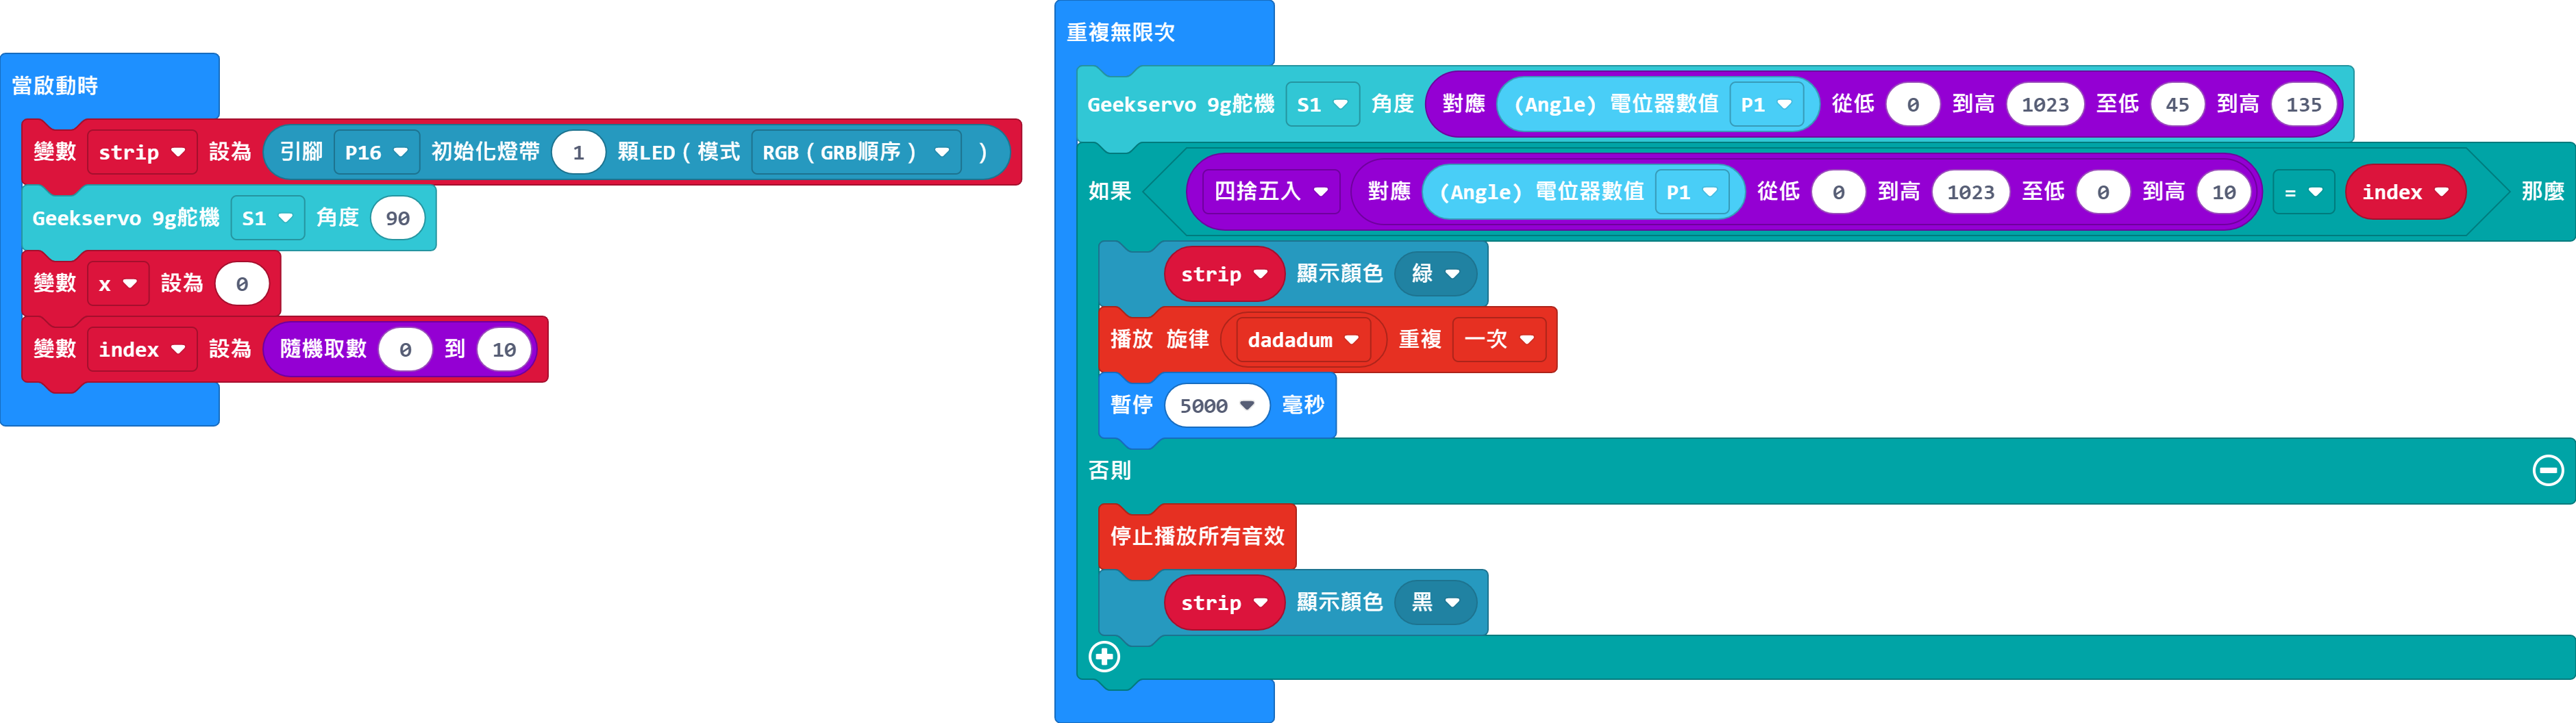 當啟動時
變數 strip 設為 引腳 P16 初始化燈帶 1 顆LED ( 模式 RGB ( GRB順序 ) )
Geekservo 9g舵機 S1 角度 90
變數 x 設為 0
變數 index 設為 隨機取數 0 到 10
重複無限次
Geekservo 9g舵機 S1 角度 對應 (Angle) 電位器數值 P1 從低 0 到高 1023 至低 45 到高 135
如果 四捨五入 對應 (Angle) 電位器數值 P1 從低 0 到高 1023 至低 0 到高 10 = index 那麼
strip 顯示顏色 綠
播放 旋律 dadadum 重複 一次
暫停 5000 毫秒
否則
停止播放所有音效
strip 顯示顏色 黑